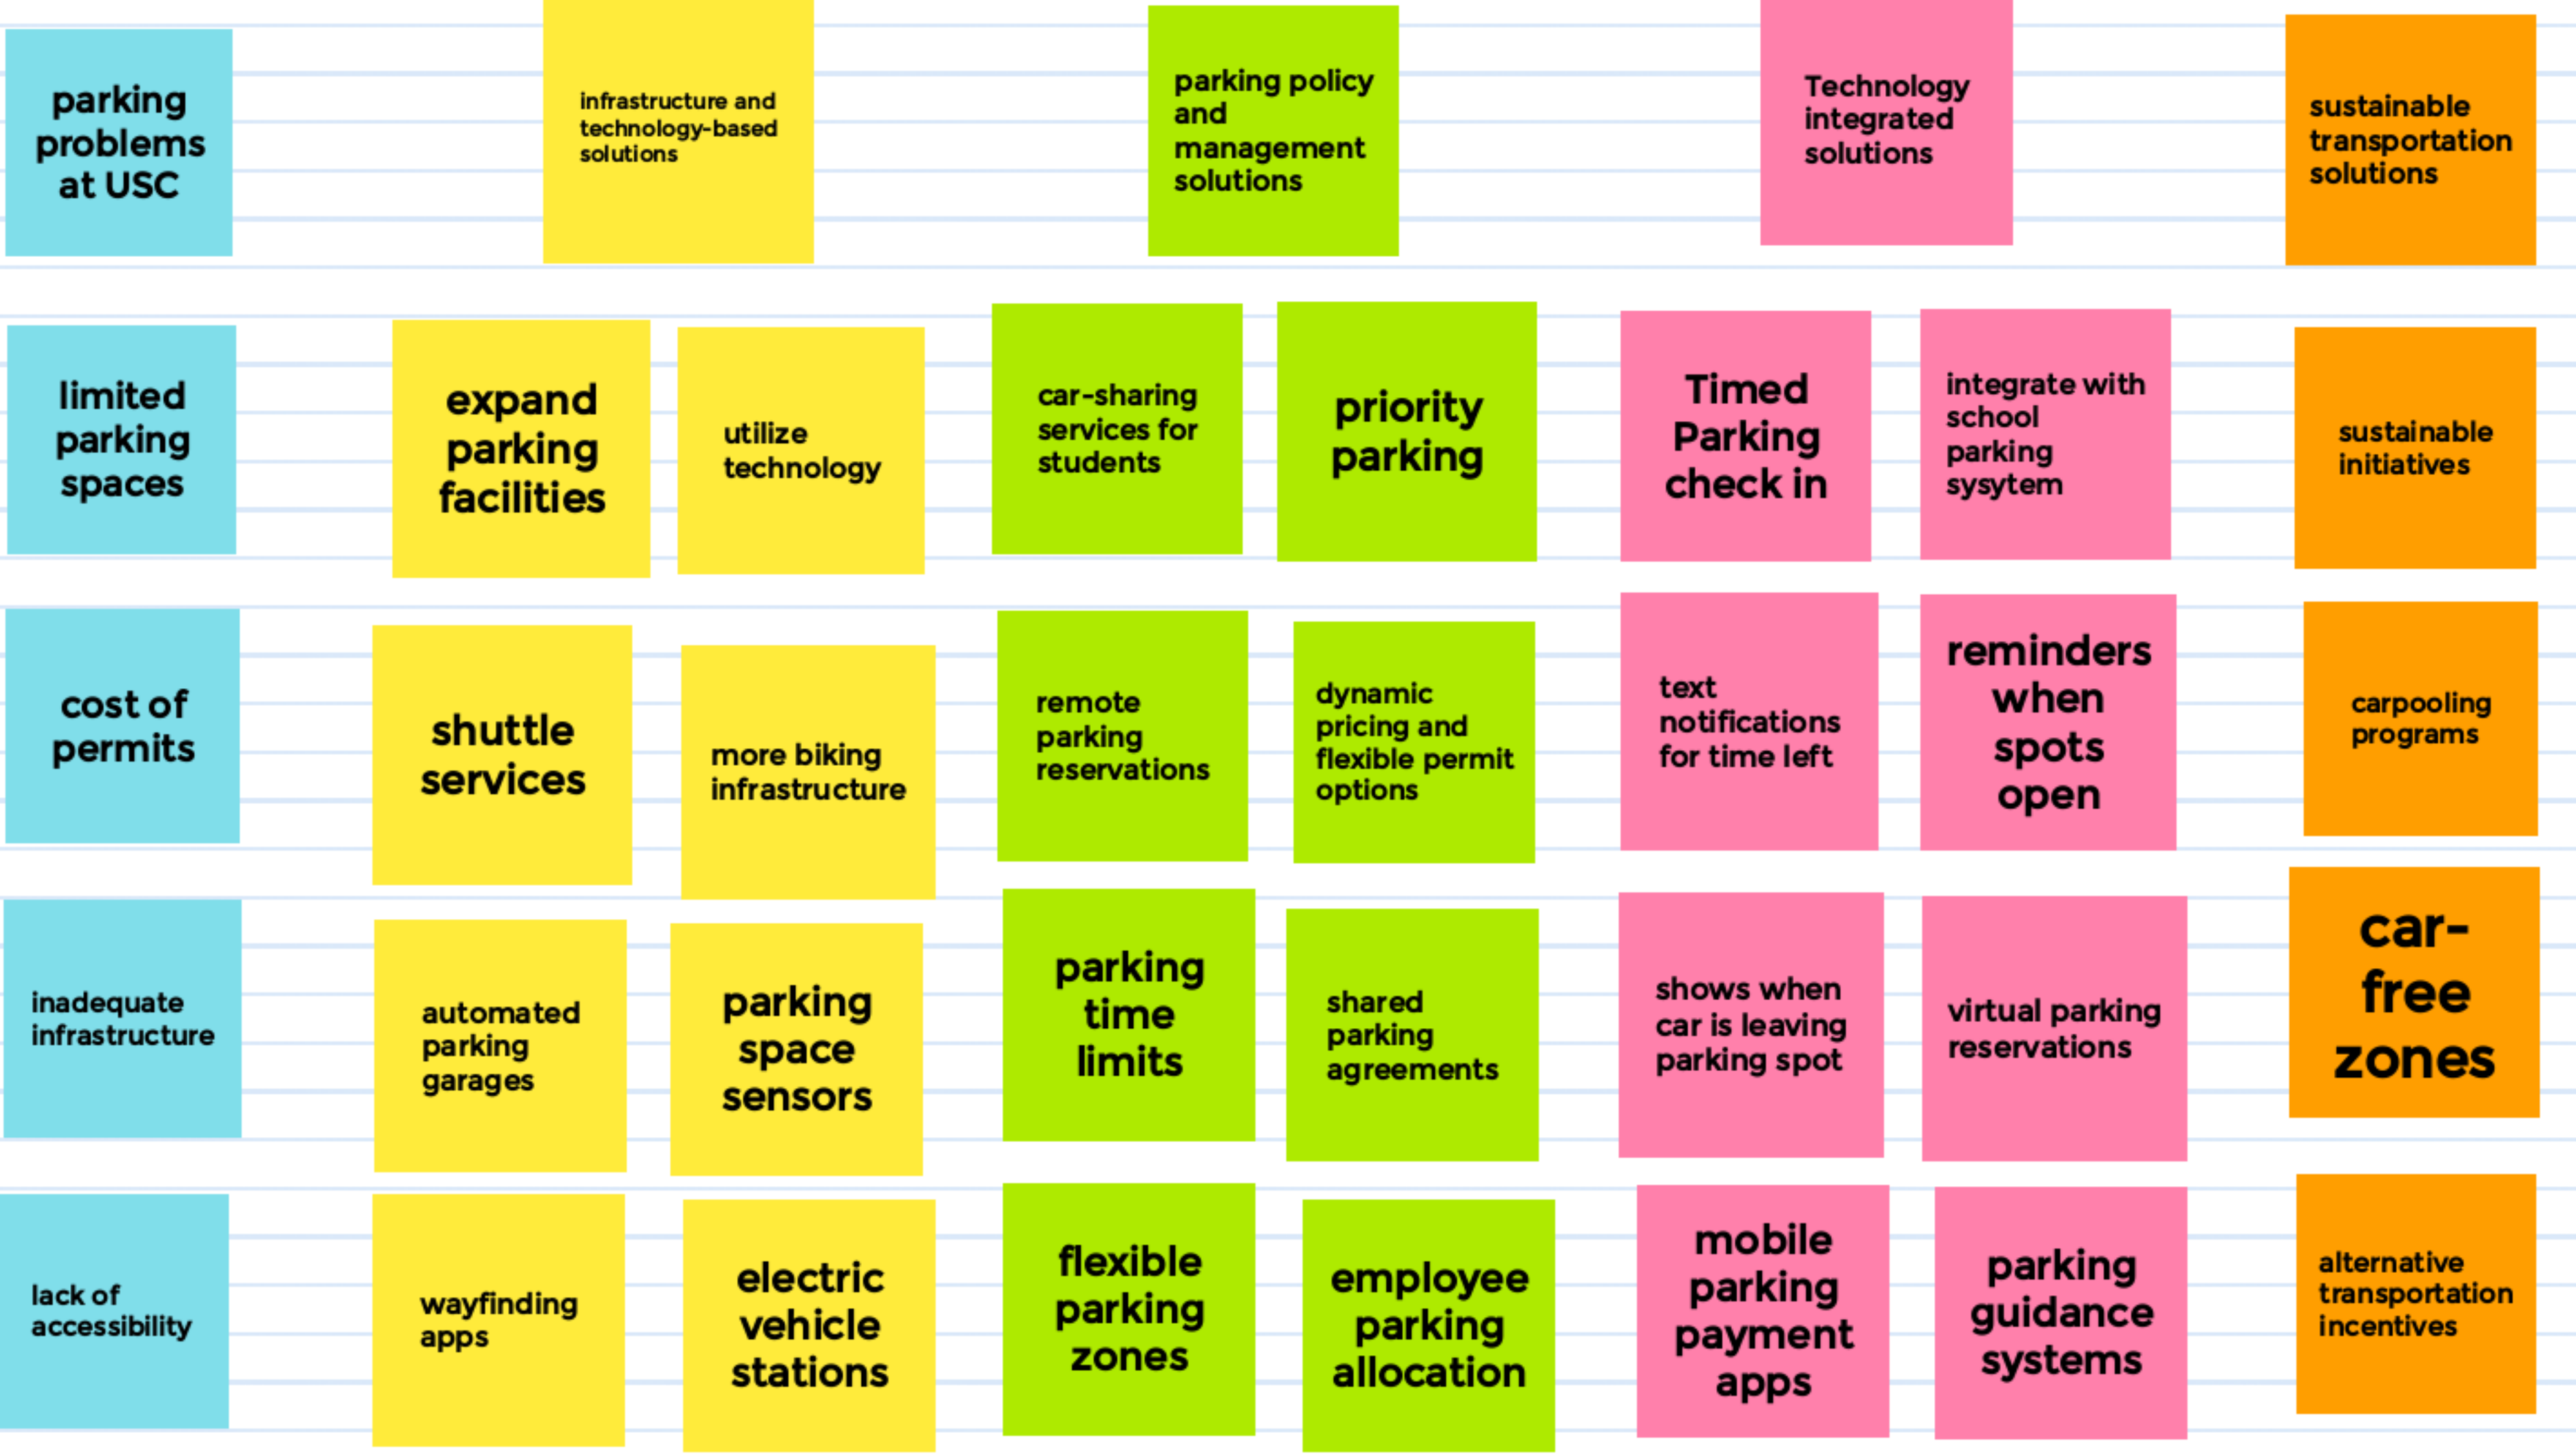 parking
problems
at USC
infrastructure and
technology-based
solutions
parking policy
and
management
solutions
Technology
integrated
solutions
sustainable
transportation
solutions
limited
parking
spaces
expand
parking
facilities
utilize
technology
car-sharing
services for
students
priority
parking
Timed
Parking
check in
integrate with
school
parking
sysytem
sustainable
initiatives
cost of
permits
shuttle
services
more biking
infrastructure
remote
parking
reservations
dynamic
pricing and
flexible permit
options
text
notifications
for time left
reminders
when
spots
open
carpooling
programs
inadequate
infrastructure
automated
parking
garages
parking
space
sensors
parking
time
limits
shared
parking
agreements
shows when
car is leaving
parking spot
virtual parking
reservations
car-
free
zones
lack of
accessibility
wayfinding
apps
electric
vehicle
stations
flexible
parking
zones
employee
parking
allocation
mobile
parking
payment
apps
parking
guidance
systems
alternative
transportation
incentives